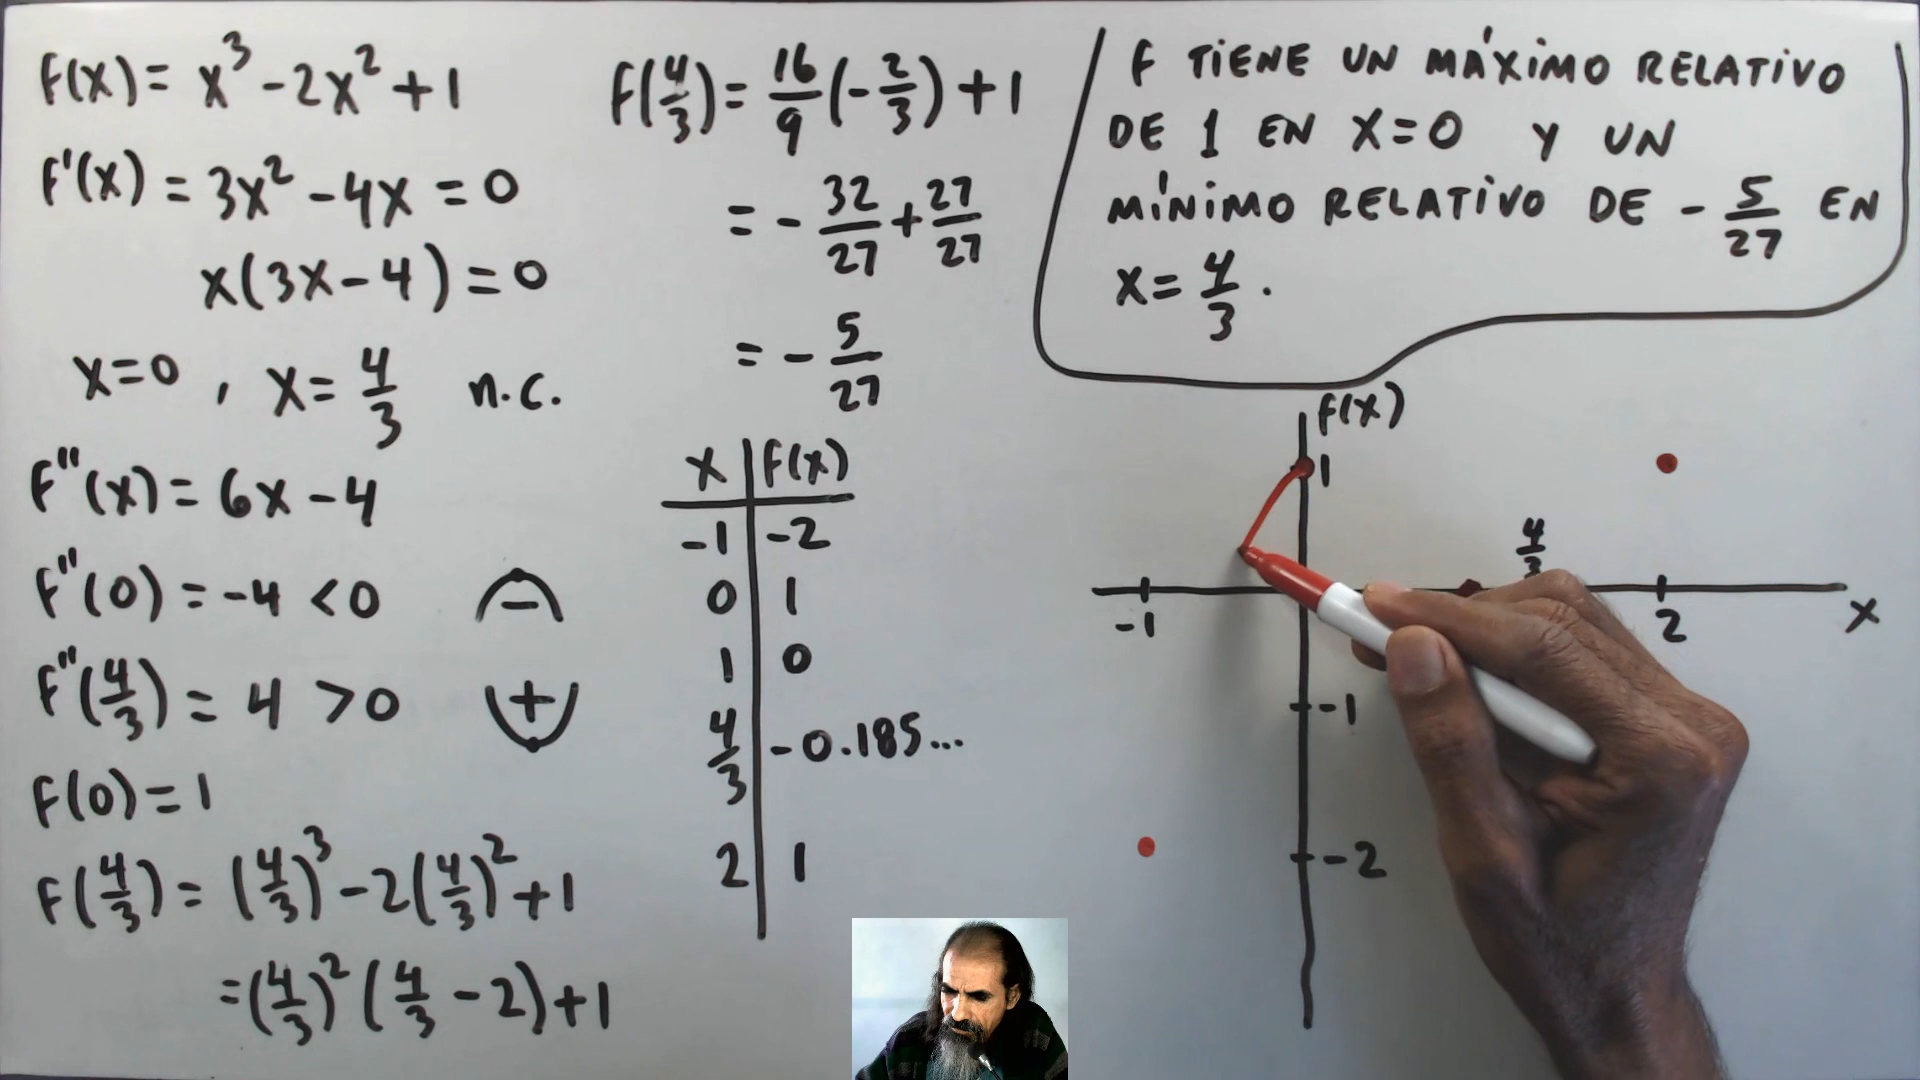 F(x) = x³ - 2x² + 1
F'(x) = 3x² - 4x = 0
x(3x - 4) = 0
x = 0 , x = 4/3 n.c.
F''(x) = 6x - 4
F''(0) = -4 < 0 -
F''(4/3) = 4 > 0 +
F(0) = 1
F(4/3) = (4/3)³ - 2(4/3)² + 1
= (4/3)² (4/3 - 2) + 1
F(4/3) = 16/9 (-2/3) + 1
= - 32/27 + 27/27
= - 5/27
x | F(x)
-1 | -2
0 | 1
1 | 0
4/3 | -0.185...
2 | 1
F TIENE UN MÁXIMO RELATIVO
DE 1 EN X=0 Y UN
MÍNIMO RELATIVO DE - 5/27 EN
X = 4/3 .
F(x)
1
4/3
-1
2
x
-1
-2